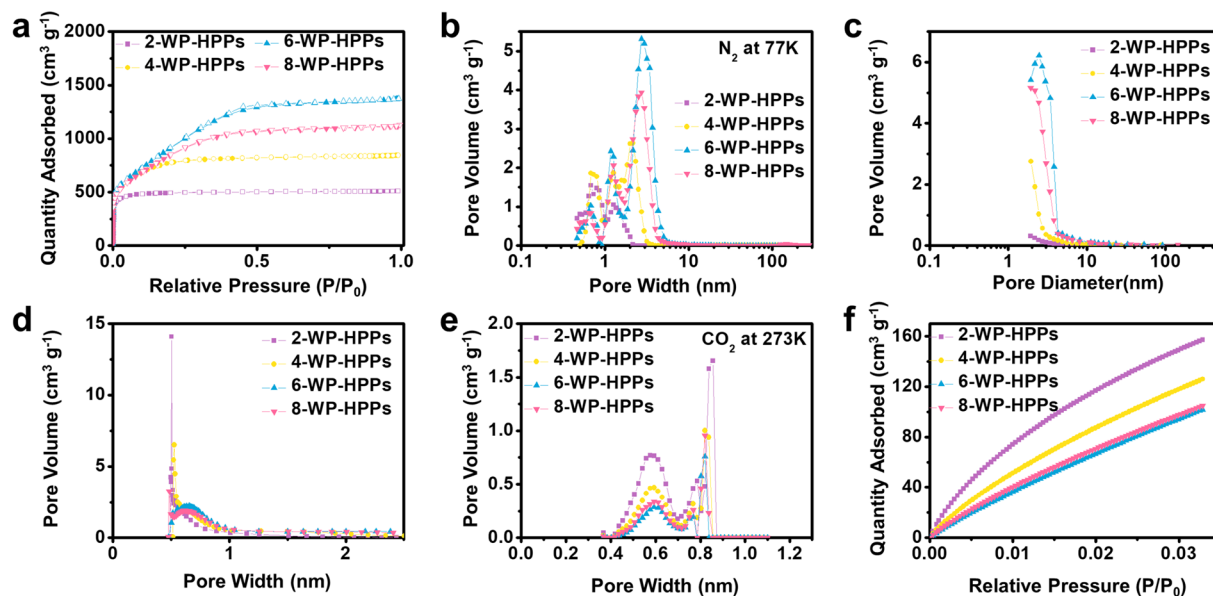 a
Quantity Adsorbed (cm³ g⁻¹)
2000
1500
1000
500
0
2-WP-HPPs
6-WP-HPPs
4-WP-HPPs
8-WP-HPPs
0.0 0.5 1.0
Relative Pressure (P/P₀)
b
Pore Volume (cm³ g⁻¹)
5
4
3
2
1
0
N₂ at 77K
2-WP-HPPs
4-WP-HPPs
6-WP-HPPs
8-WP-HPPs
0.1 1 10 100
Pore Width (nm)
c
Pore Volume (cm³ g⁻¹)
6
4
2
0
2-WP-HPPs
4-WP-HPPs
6-WP-HPPs
8-WP-HPPs
0.1 1 10 100
Pore Diameter(nm)
d
Pore Volume (cm³ g⁻¹)
15
10
5
0
2-WP-HPPs
4-WP-HPPs
6-WP-HPPs
8-WP-HPPs
0 1 2
Pore Width (nm)
e
Pore Volume (cm³ g⁻¹)
2.0
1.5
1.0
0.5
0.0
2-WP-HPPs
4-WP-HPPs
6-WP-HPPs
8-WP-HPPs
CO₂ at 273K
0.0 0.2 0.4 0.6 0.8 1.0 1.2
Pore Width (nm)
f
Quantity Adsorbed (cm³ g⁻¹)
160
120
80
40
0
2-WP-HPPs
4-WP-HPPs
6-WP-HPPs
8-WP-HPPs
0.00 0.01 0.02 0.03
Relative Pressure (P/P₀)